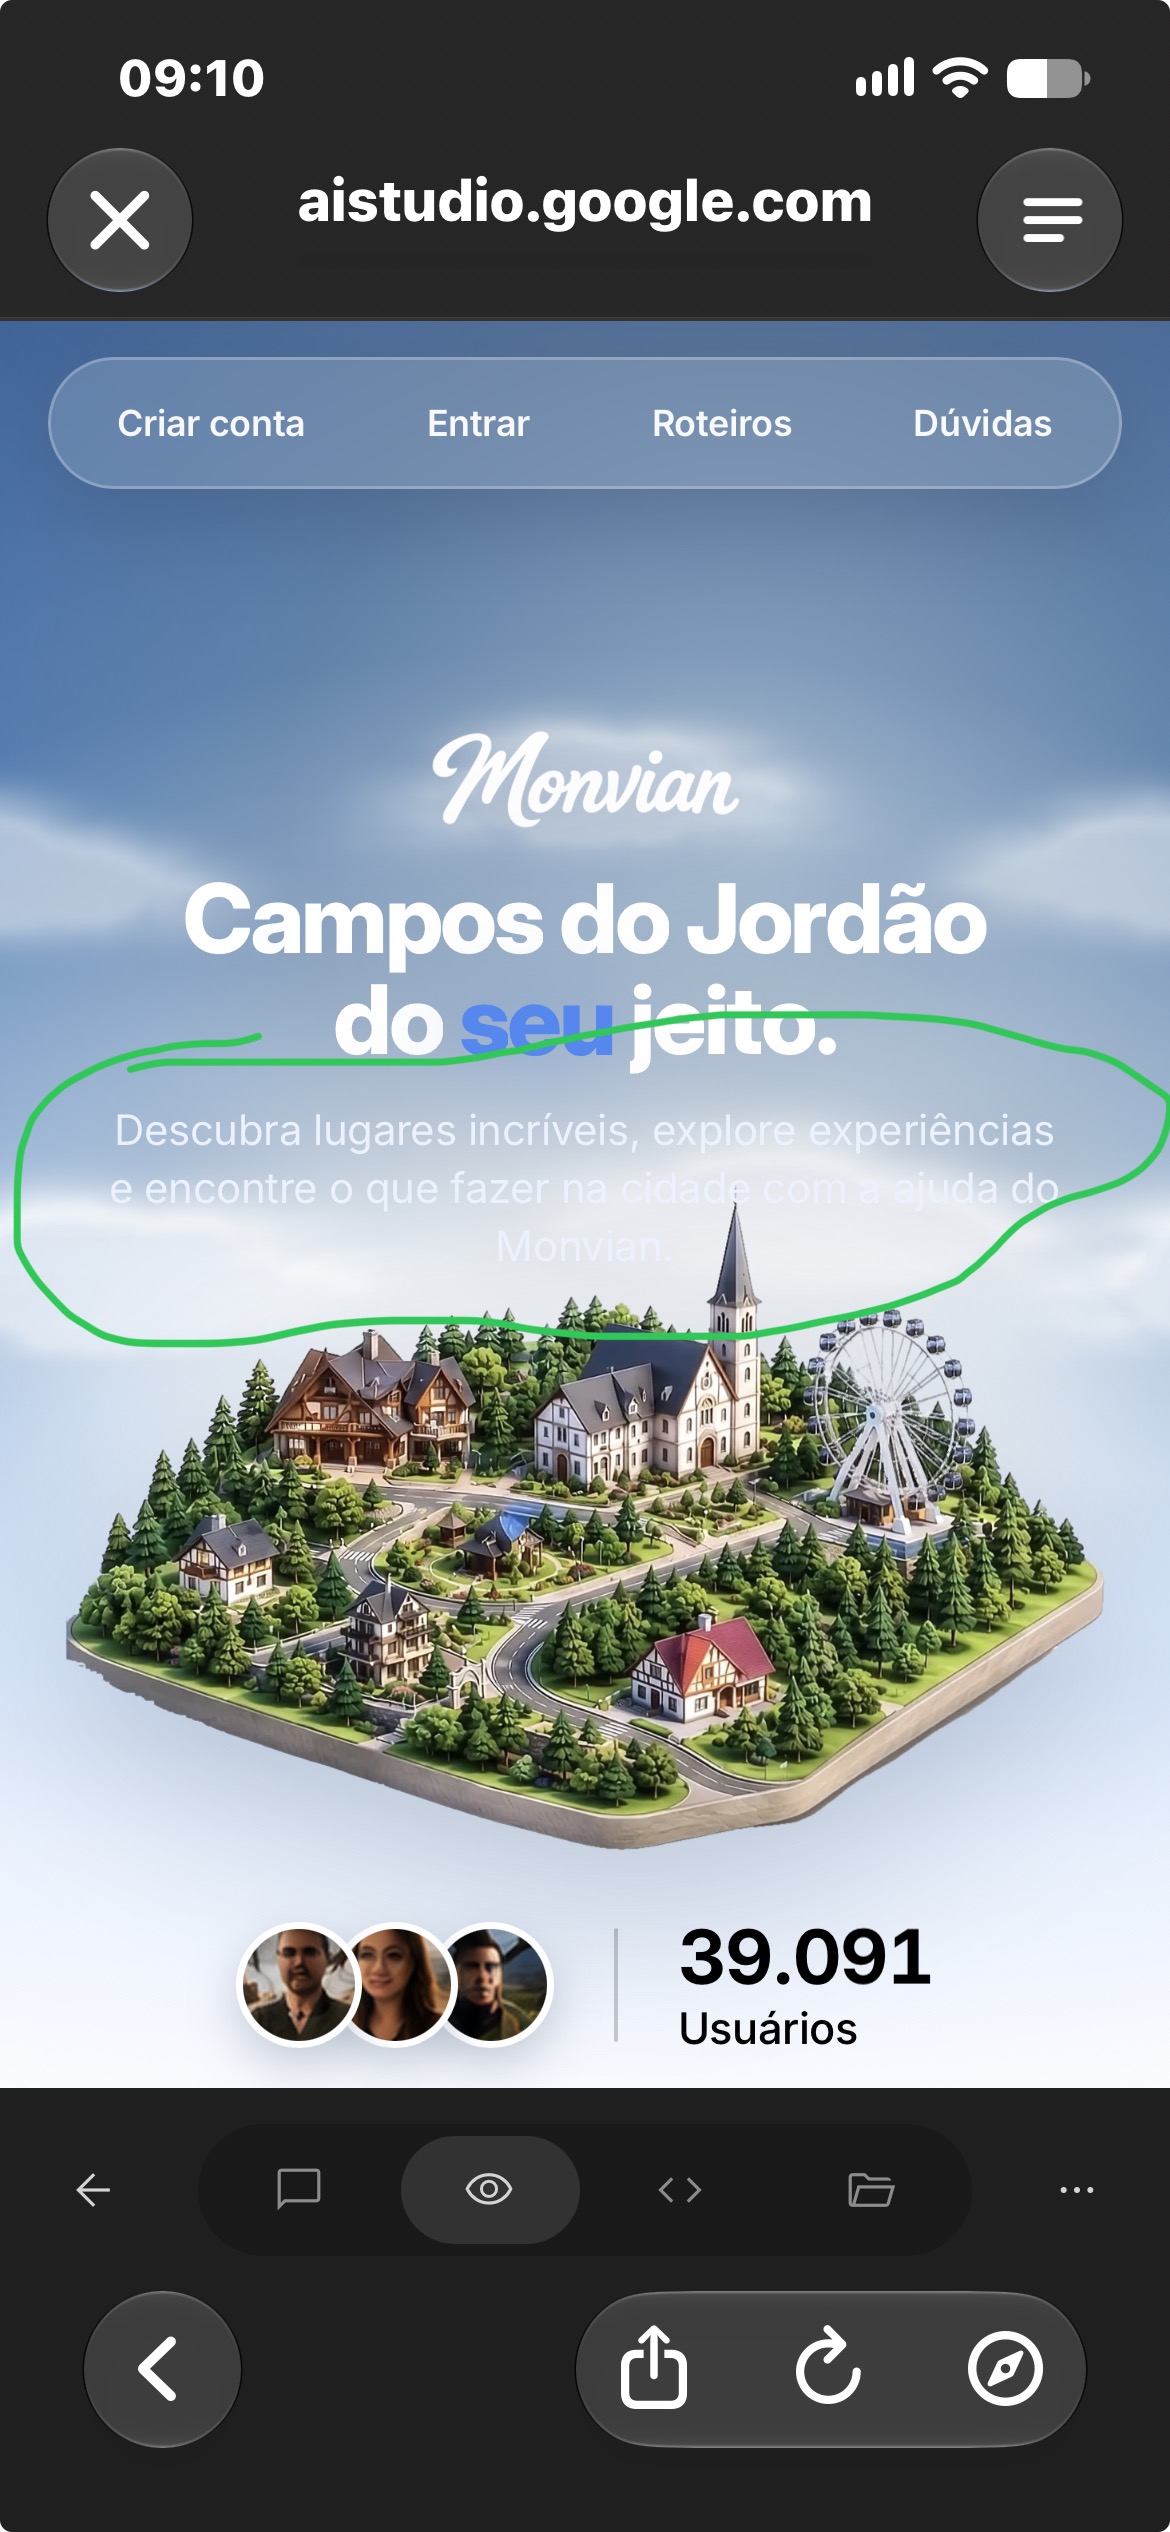 09:10
aistudio.google.com
Criar conta
Entrar
Roteiros
Dúvidas
Monvian
Campos do Jordão
do seu jeito.
Descubra lugares incríveis, explore experiências
e encontre o que fazer na cidade com a ajuda do
Monvian.
39.091
Usuários